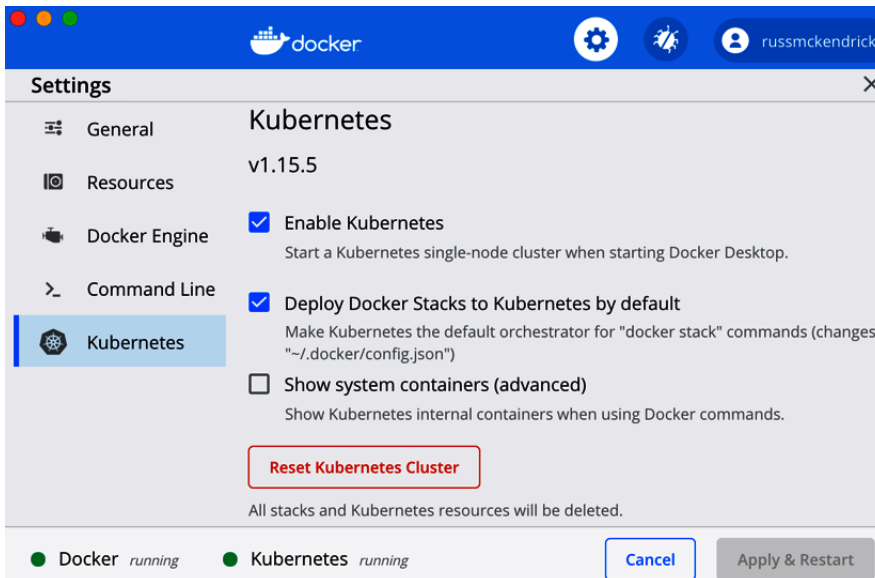 docker
russmckendrick
Settings
General
Resources
Docker Engine
Command Line
Kubernetes
Kubernetes
v1.15.5
Enable Kubernetes
Start a Kubernetes single-node cluster when starting Docker Desktop.
Deploy Docker Stacks to Kubernetes by default
Make Kubernetes the default orchestrator for "docker stack" commands (changes
"~/.docker/config.json")
Show system containers (advanced)
Show Kubernetes internal containers when using Docker commands.
Reset Kubernetes Cluster
All stacks and Kubernetes resources will be deleted.
Docker running
Kubernetes running
Cancel
Apply & Restart